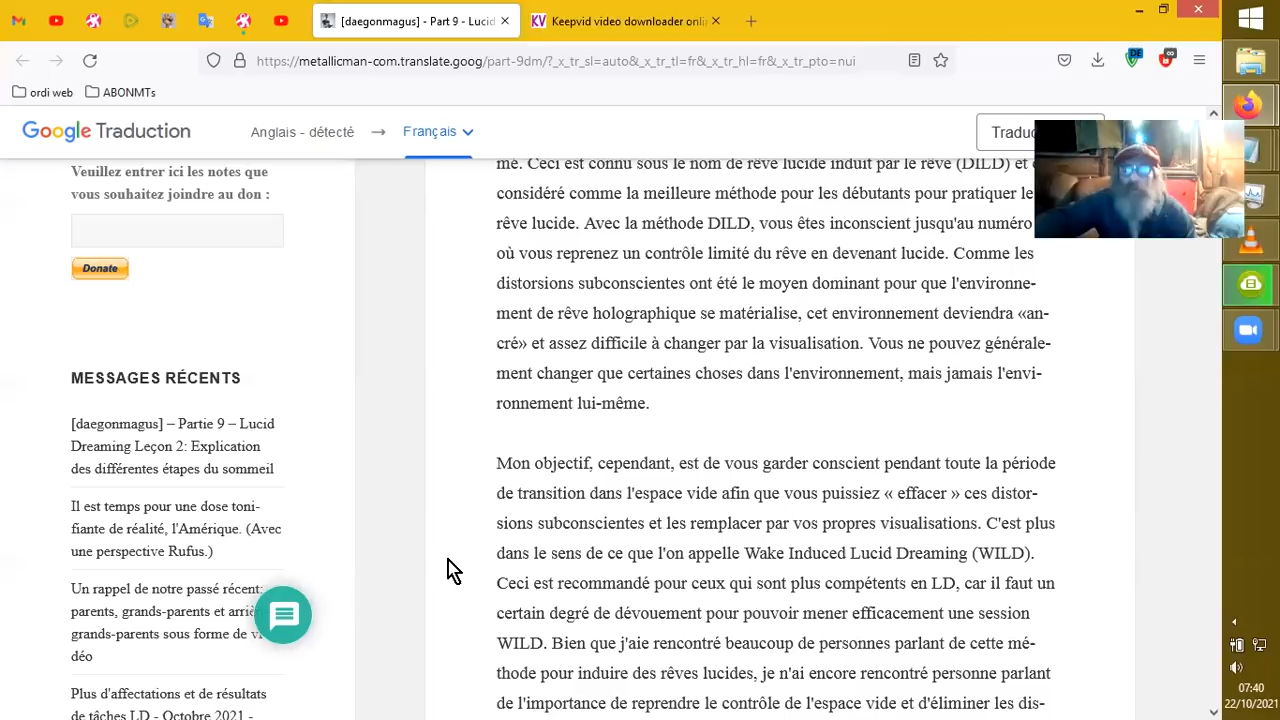 [daegonmagus] - Part 9 - Lucid
Keepvid video downloader onli
https://metallicman-com.translate.goog/part-9dm/?_x_tr_sl=auto&_x_tr_tl=fr&_x_tr_hl=fr&_x_tr_pto=nui
DE
ordi web
ABONMTs
Google Traduction
Anglais - détecté
Français
Traduc
Veuillez entrer ici les notes que
vous souhaitez joindre au don :
Donate
MESSAGES RÉCENTS
[daegonmagus] – Partie 9 – Lucid
Dreaming Leçon 2: Explication
des différentes étapes du sommeil
Il est temps pour une dose toni-
fiante de réalité, l'Amérique. (Avec
une perspective Rufus.)
Un rappel de notre passé récent:
parents, grands-parents et arrière
grands-parents sous forme de vi
déo
Plus d'affectations et de résultats
de tâches LD - Octobre 2021 -
me. Ceci est connu sous le nom de rêve lucide induit par le rêve (DILD) et
considéré comme la meilleure méthode pour les débutants pour pratiquer le
rêve lucide. Avec la méthode DILD, vous êtes inconscient jusqu'au numéro
où vous reprenez un contrôle limité du rêve en devenant lucide. Comme les
distorsions subconscientes ont été le moyen dominant pour que l'environne-
ment de rêve holographique se matérialise, cet environnement deviendra «an-
cré» et assez difficile à changer par la visualisation. Vous ne pouvez générale-
ment changer que certaines choses dans l'environnement, mais jamais l'envi-
ronnement lui-même.
Mon objectif, cependant, est de vous garder conscient pendant toute la période
de transition dans l'espace vide afin que vous puissiez « effacer » ces distor-
sions subconscientes et les remplacer par vos propres visualisations. C'est plus
dans le sens de ce que l'on appelle Wake Induced Lucid Dreaming (WILD).
Ceci est recommandé pour ceux qui sont plus compétents en LD, car il faut un
certain degré de dévouement pour pouvoir mener efficacement une session
WILD. Bien que j'aie rencontré beaucoup de personnes parlant de cette mé-
thode pour induire des rêves lucides, je n'ai encore rencontré personne parlant
de l'importance de reprendre le contrôle de l'espace vide et d'éliminer les dis-
07:40
22/10/2021